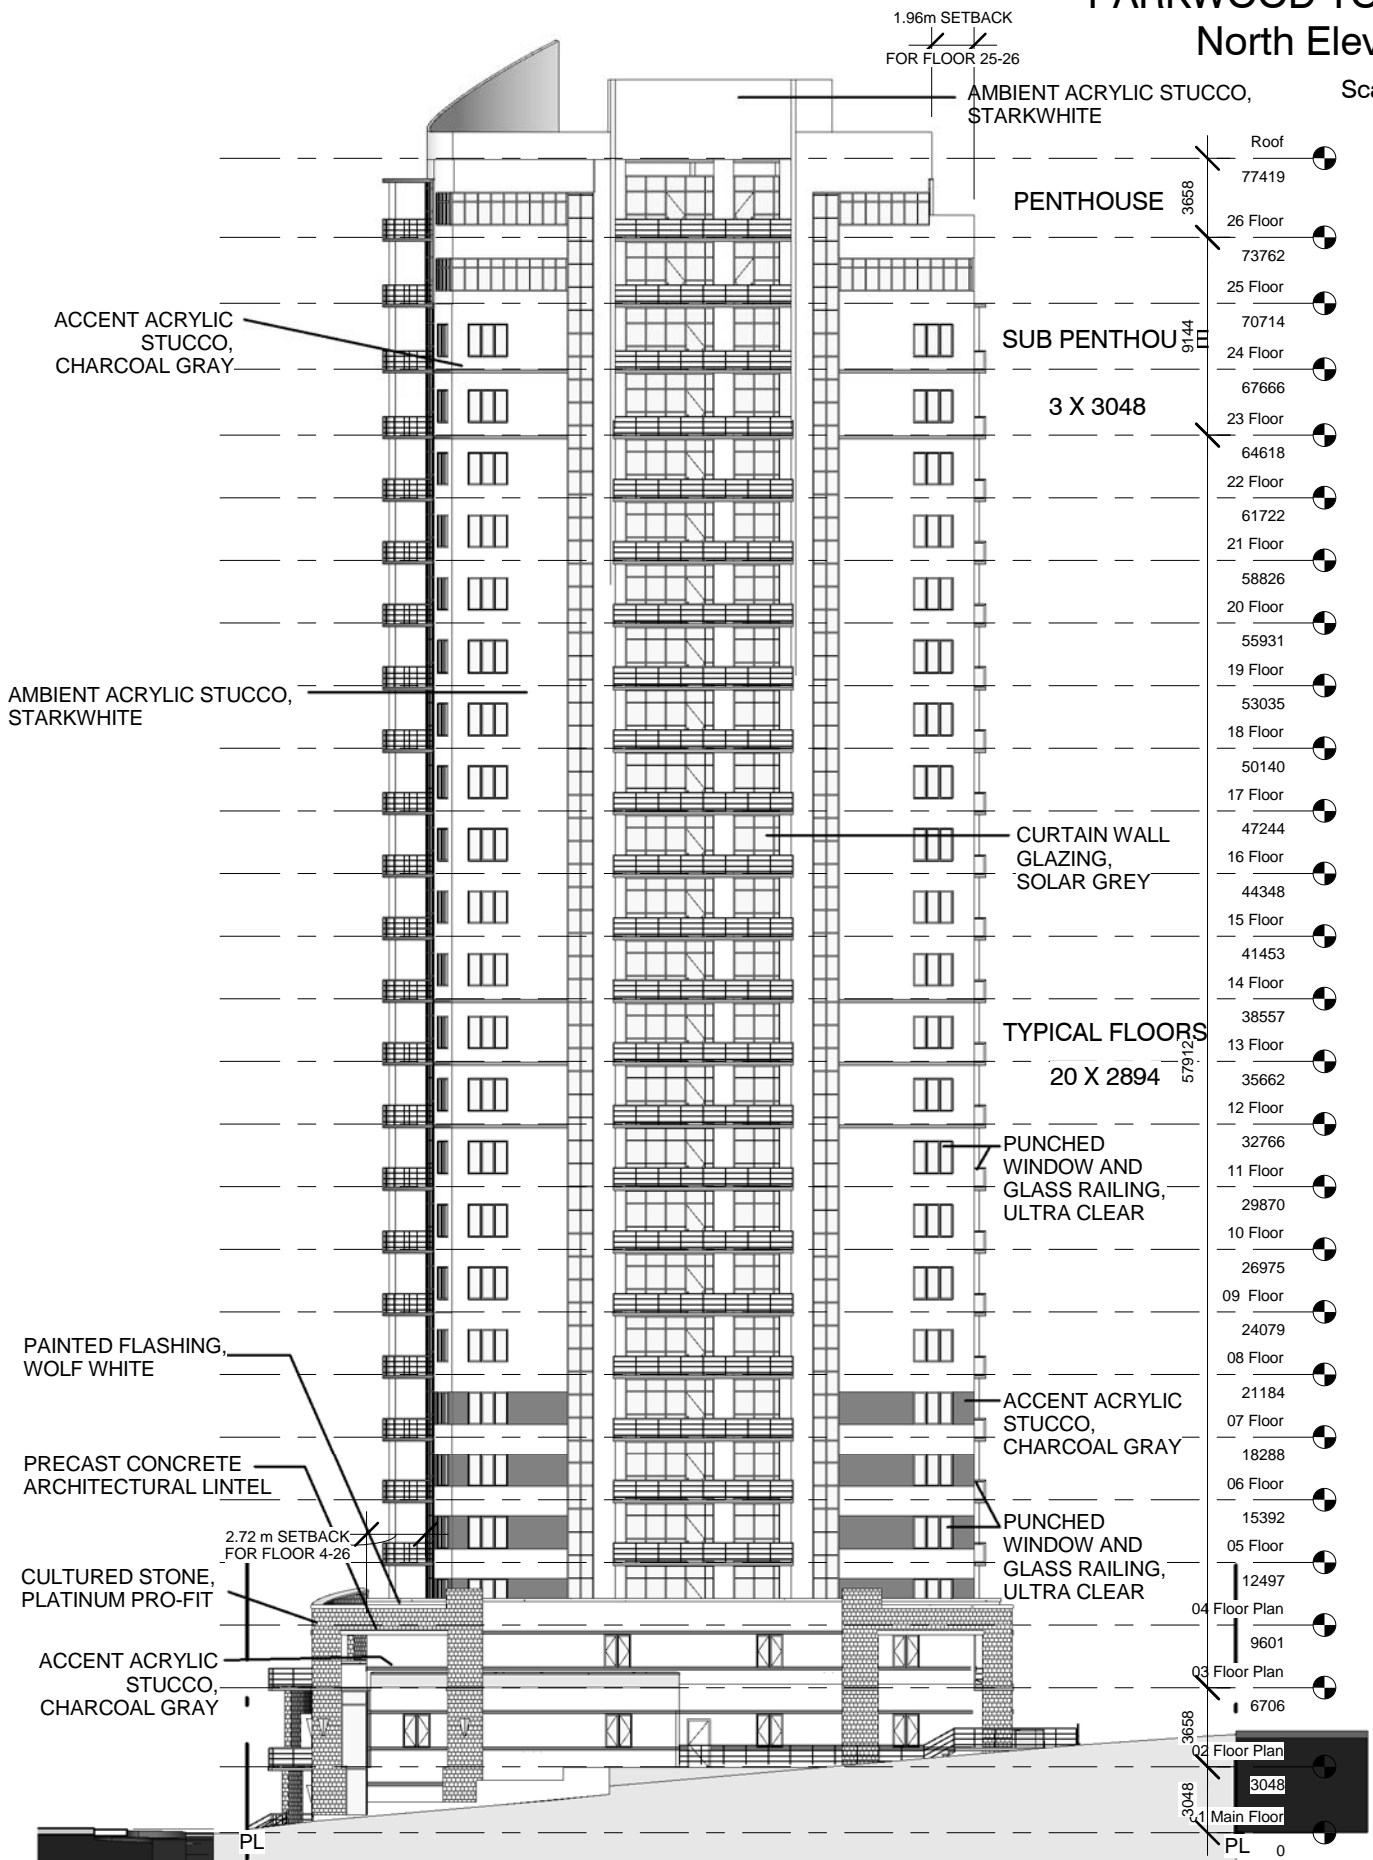 1.96m SETBACK
FOR FLOOR 25-26
North Elev
AMBIENT ACRYLIC STUCCO,
STARKWHITE
Roof
77419
PENTHOUSE
3658
26 Floor
73762
25 Floor
70714
ACCENT ACRYLIC
STUCCO,
CHARCOAL GRAY
SUB PENTHOU E
9144
24 Floor
67666
3 X 3048
23 Floor
64618
22 Floor
61722
21 Floor
58826
20 Floor
55931
19 Floor
53035
AMBIENT ACRYLIC STUCCO,
STARKWHITE
18 Floor
50140
17 Floor
47244
CURTAIN WALL
GLAZING,
SOLAR GREY
16 Floor
44348
15 Floor
41453
14 Floor
38557
TYPICAL FLOORS
57912
20 X 2894
13 Floor
35662
12 Floor
32766
PUNCHED
WINDOW AND
GLASS RAILING,
ULTRA CLEAR
11 Floor
29870
10 Floor
26975
09 Floor
24079
PAINTED FLASHING,
WOLF WHITE
08 Floor
21184
ACCENT ACRYLIC
STUCCO,
CHARCOAL GRAY
07 Floor
18288
PRECAST CONCRETE
ARCHITECTURAL LINTEL
06 Floor
15392
2.72 m SETBACK
FOR FLOOR 4-26
PUNCHED
WINDOW AND
GLASS RAILING,
ULTRA CLEAR
05 Floor
12497
CULTURED STONE,
PLATINUM PRO-FIT
04 Floor Plan
9601
ACCENT ACRYLIC
STUCCO,
CHARCOAL GRAY
03 Floor Plan
6706
3658
02 Floor Plan
3048
3048
1 Main Floor
PL
PL
0